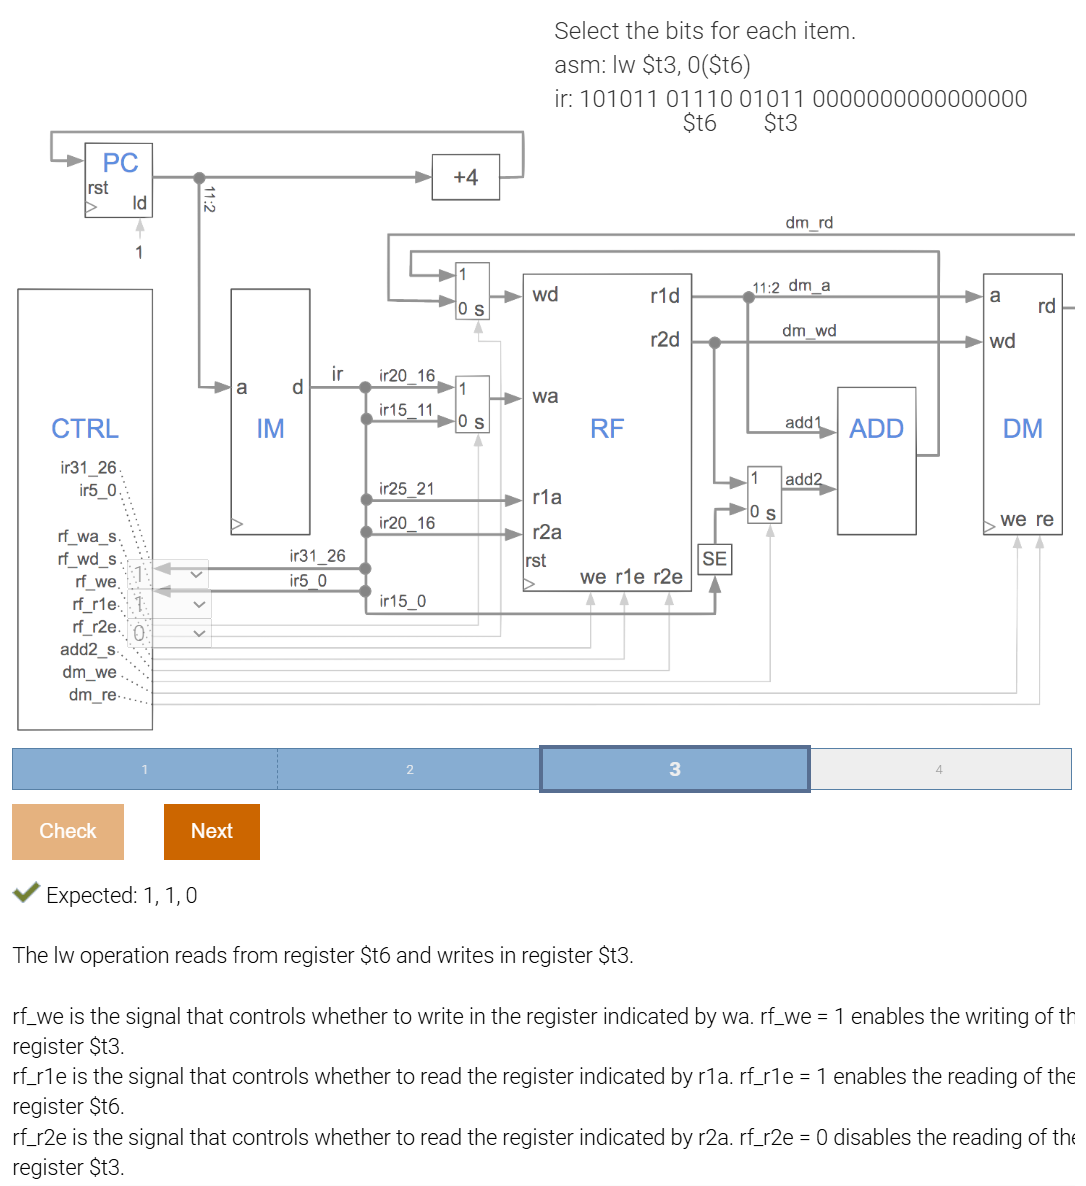 Select the bits for each item.
asm: lw $t3, 0($t6)
ir: 101011 01110 01011 0000000000000000
$t6 $t3
PC
rst
ld
1
11:2
+4
dm_rd
1
0 s
wd
r1d
11:2 dm_a
a
rd
r2d
dm_wd
wd
a
d
ir
ir20_16
1
wa
ir15_11
0 s
CTRL
IM
RF
add1
ADD
DM
ir31_26
ir5_0
ir25_21
r1a
1
add2
ir20_16
r2a
0 s
we re
rf_wa_s
rf_wd_s
rf_we
rf_r1e
rf_r2e
add2_s
dm_we
dm_re
1
1
0
ir31_26
ir5_0
ir15_0
rst
we r1e r2e
SE
1
2
3
4
Check
Next
Expected: 1, 1, 0
The lw operation reads from register $t6 and writes in register $t3.
rf_we is the signal that controls whether to write in the register indicated by wa. rf_we = 1 enables the writing of th
register $t3.
rf_r1e is the signal that controls whether to read the register indicated by r1a. rf_r1e = 1 enables the reading of the
register $t6.
rf_r2e is the signal that controls whether to read the register indicated by r2a. rf_r2e = 0 disables the reading of the
register $t3.